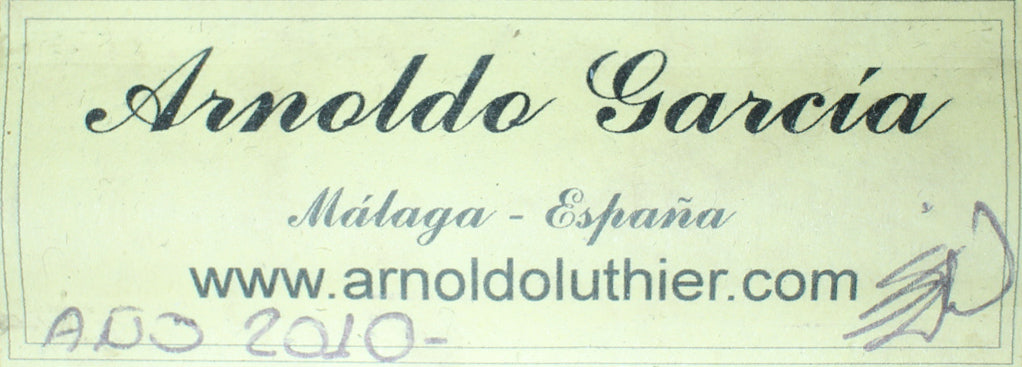 Arnoldo García
Málaga - España
www.arnoldoluthier.com
AÑO 2010-